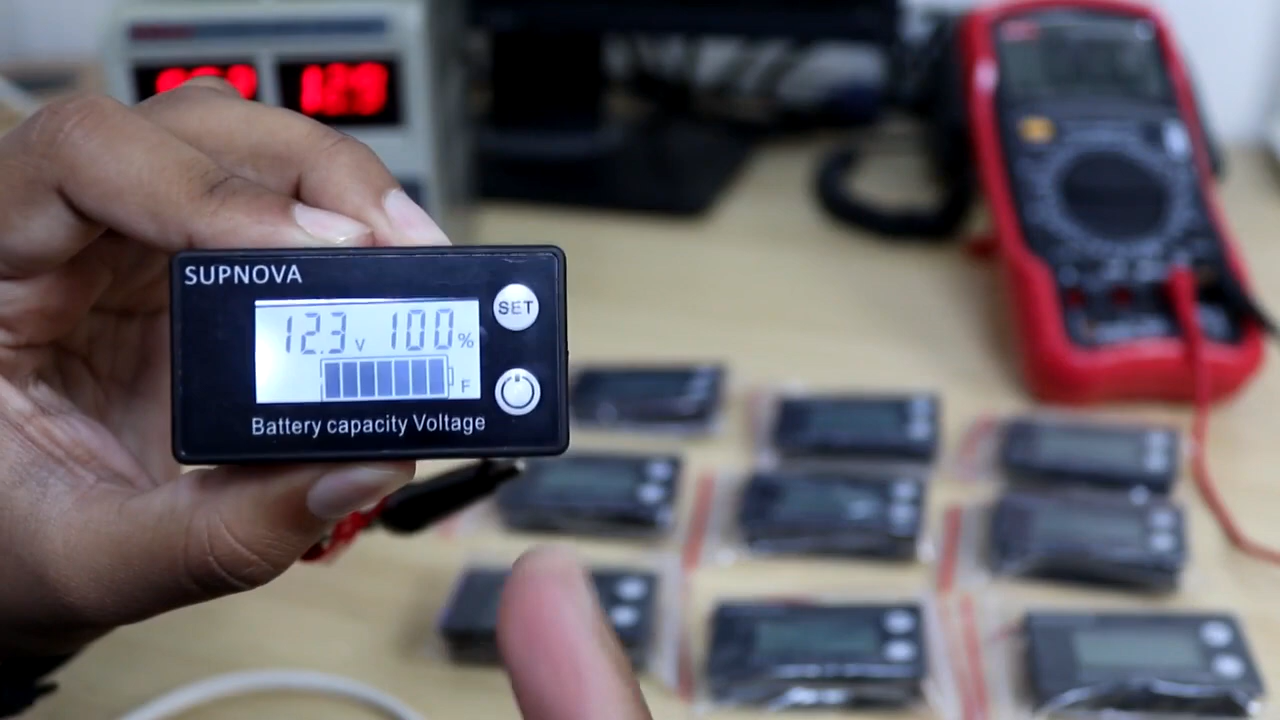 SUPNOVA
SET
12.3 V 100 %
F
Battery capacity Voltage